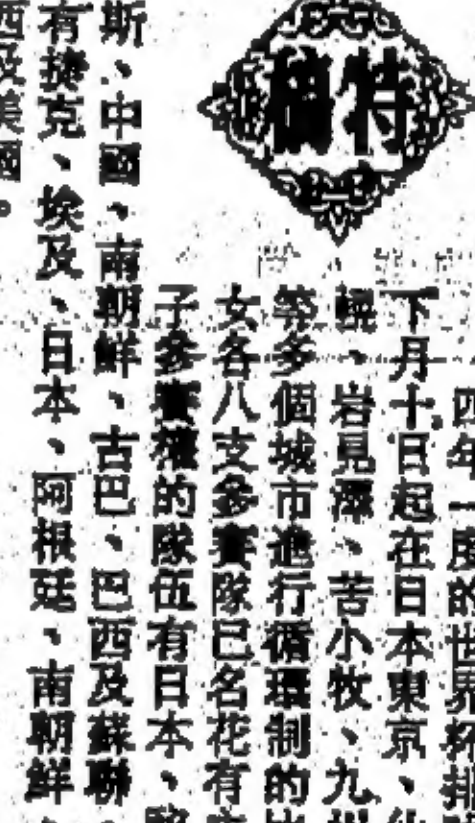 特稿
四年一度的世界杯排
下月十日起在日本東京、仙
幌、岩見澤、苦小牧、九州
等多個城市進行循環制的比
女各八支參賽隊已名花有
子參賽權的隊伍有日本、
斯、中國、南朝鮮、古巴、巴西及蘇聯
有捷克、埃及、日本、阿根廷、南朝鮮、
西及美國。